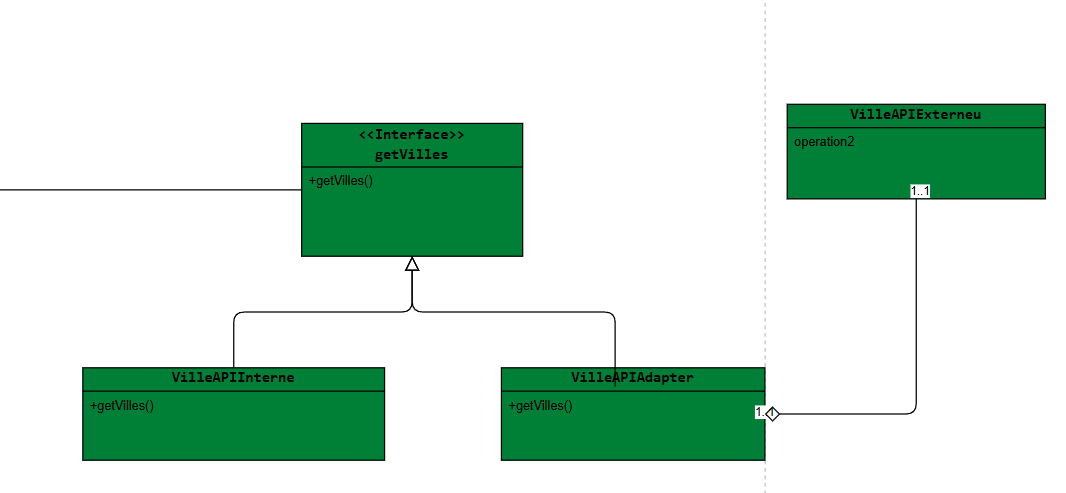 <<Interface>>
getVilles
+getVilles()
VilleAPIExterneu
operation2
1..1
VilleAPIInterne
+getVilles()
VilleAPIAdapter
+getVilles()